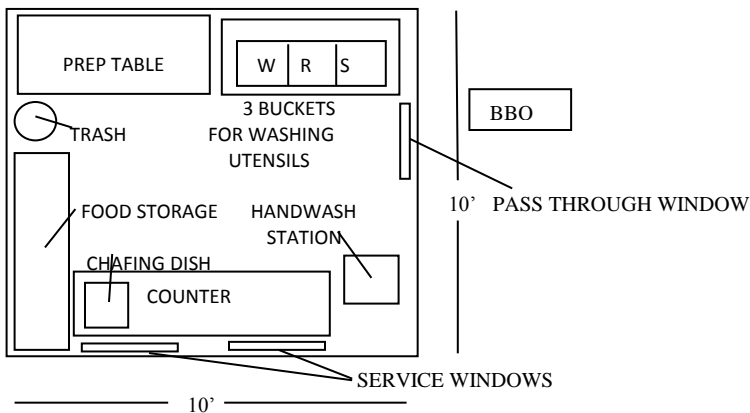 PREP TABLE
W R S
BBO
3 BUCKETS
FOR WASHING
UTENSILS
TRASH
10' PASS THROUGH WINDOW
FOOD STORAGE
HANDWASH
STATION
CHAFING DISH
COUNTER
SERVICE WINDOWS
10'